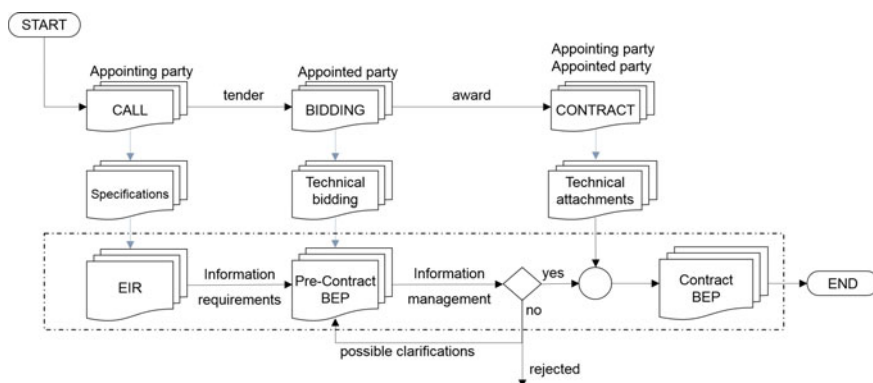 START
Appointing party
Appointed party
Appointing party
Appointed party
CALL
tender
BIDDING
award
CONTRACT
Specifications
Technical
bidding
Technical
attachments
EIR
Information
requirements
Pre-Contract
BEP
Information
management
yes
no
Contract
BEP
END
possible clarifications
rejected